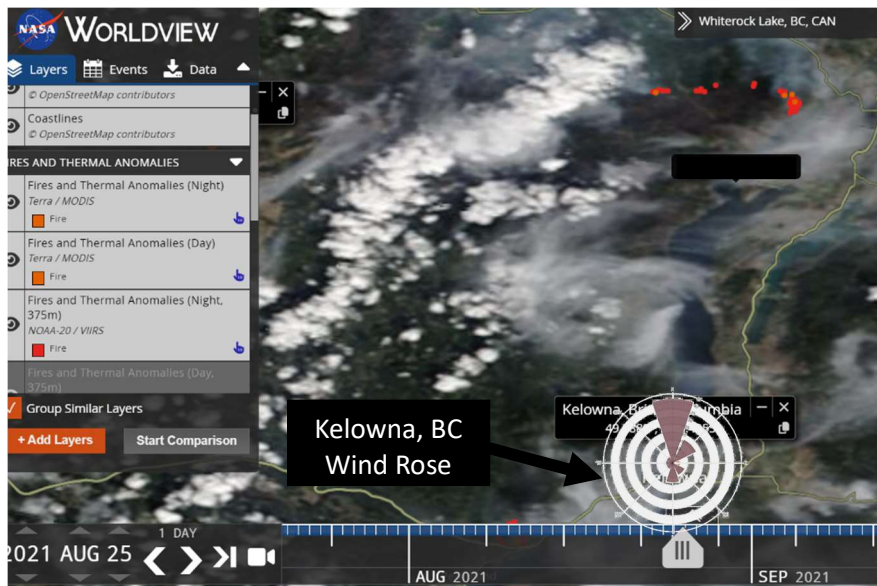 NASA
WORLDVIEW
Whiterock Lake, BC, CAN
Layers Events Data
© OpenStreetMap contributors
Coastlines
© OpenStreetMap contributors
FIRES AND THERMAL ANOMALIES
Fires and Thermal Anomalies (Night)
Terra / MODIS
Fire
Fires and Thermal Anomalies (Day)
Terra / MODIS
Fire
Fires and Thermal Anomalies (Night,
375m)
NOAA-20 / VIIRS
Fire
Fires and Thermal Anomalies (Day,
375m)
Group Similar Layers
+ Add Layers Start Comparison
Kelowna, BC
Wind Rose
Kelowna,
1 DAY
2021 AUG 25
AUG 2021
SEP 2021